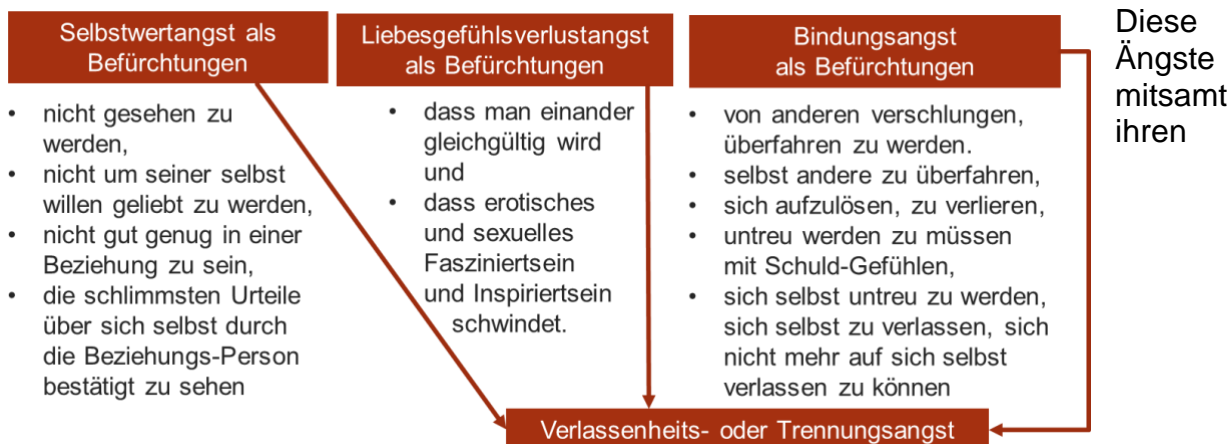 Selbstwertangst als
Befürchtungen
• nicht gesehen zu
werden,
• nicht um seiner selbst
willen geliebt zu werden,
• nicht gut genug in einer
Beziehung zu sein,
• die schlimmsten Urteile
über sich selbst durch
die Beziehungs-Person
bestätigt zu sehen
Liebesgefühlsverlustangst
als Befürchtungen
• dass man einander
gleichgültig wird
und
• dass erotisches
und sexuelles
Fasziniertsein
und Inspiriertsein
schwindet.
Bindungsangst
als Befürchtungen
• von anderen verschlungen,
überfahren zu werden.
• selbst andere zu überfahren,
• sich aufzulösen, zu verlieren,
• untreu werden zu müssen
mit Schuld-Gefühlen,
• sich selbst untreu zu werden,
sich selbst zu verlassen, sich
nicht mehr auf sich selbst
verlassen zu können
Verlassenheits- oder Trennungsangst
Diese
Ängste
mitsamt
ihren